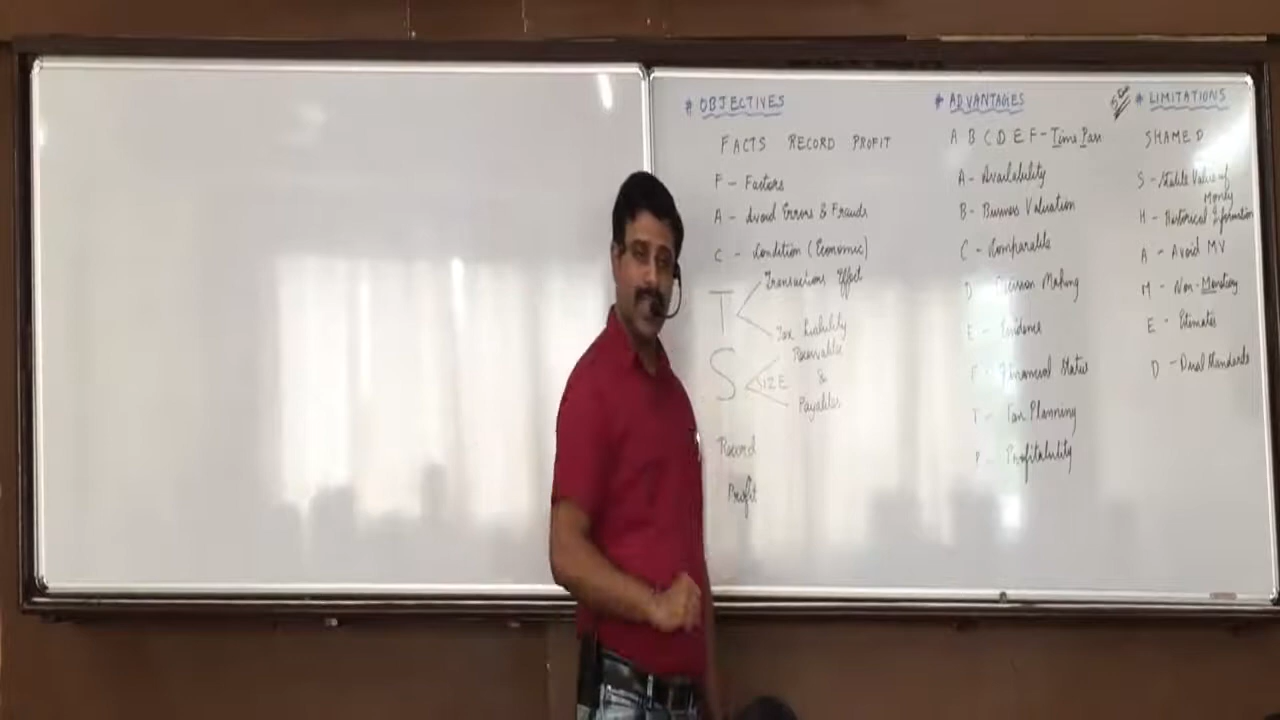 # OBJECTIVES
FACTS RECORD PROFIT
F - Factors
A - Avoid Errors & Frauds
C - Condition (Economic)
T
Transactions Effect
Tax Liability
S IZE
Receivables
&
Payables
Record
Profit
# ADVANTAGES
A B C D E F - Time Pass
A - Availability
B - Business Valuation
C - Comparable
D Decision Making
E - Evidence
F - Financial Status
T - Tax Planning
P - Profitability
# LIMITATIONS
SHAMED
S - Stable Value of
Money
H - Historical Information
A - Avoid MV
M - Non-Monetary
E - Estimates
D - Dual Standards